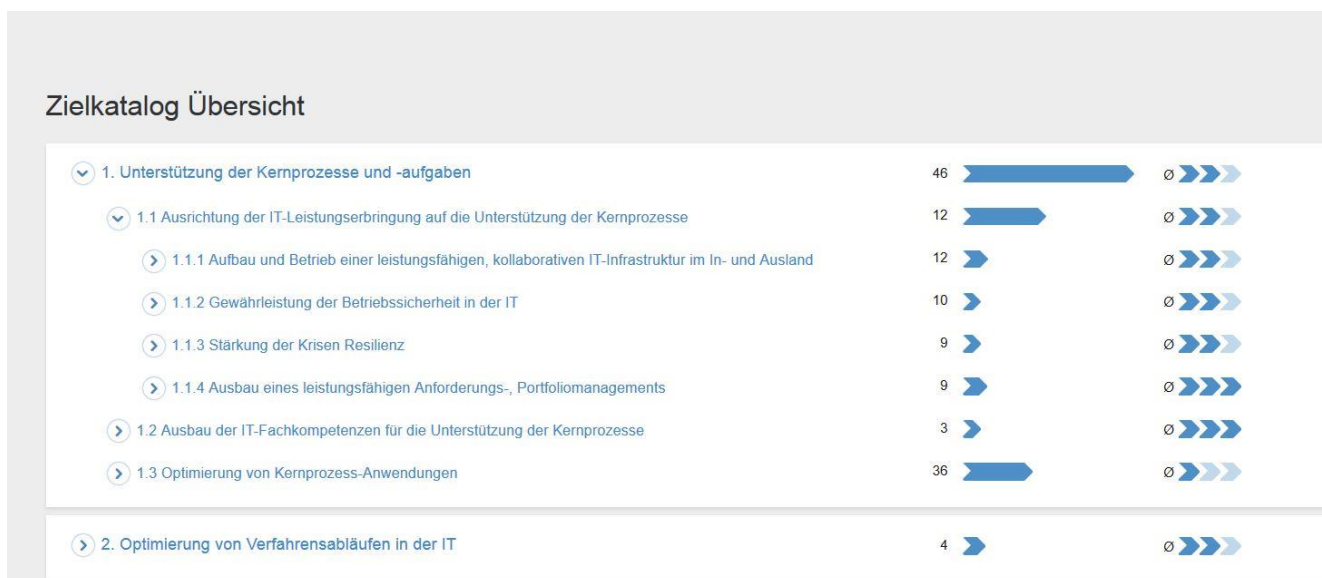 Zielkatalog Übersicht
1. Unterstützung der Kernprozesse und -aufgaben 46 Ø
1.1 Ausrichtung der IT-Leistungserbringung auf die Unterstützung der Kernprozesse 12 Ø
1.1.1 Aufbau und Betrieb einer leistungsfähigen, kollaborativen IT-Infrastruktur im In- und Ausland 12 Ø
1.1.2 Gewährleistung der Betriebssicherheit in der IT 10 Ø
1.1.3 Stärkung der Krisen Resilienz 9 Ø
1.1.4 Ausbau eines leistungsfähigen Anforderungs-, Portfoliomanagements 9 Ø
1.2 Ausbau der IT-Fachkompetenzen für die Unterstützung der Kernprozesse 3 Ø
1.3 Optimierung von Kernprozess-Anwendungen 36 Ø
2. Optimierung von Verfahrensabläufen in der IT 4 Ø